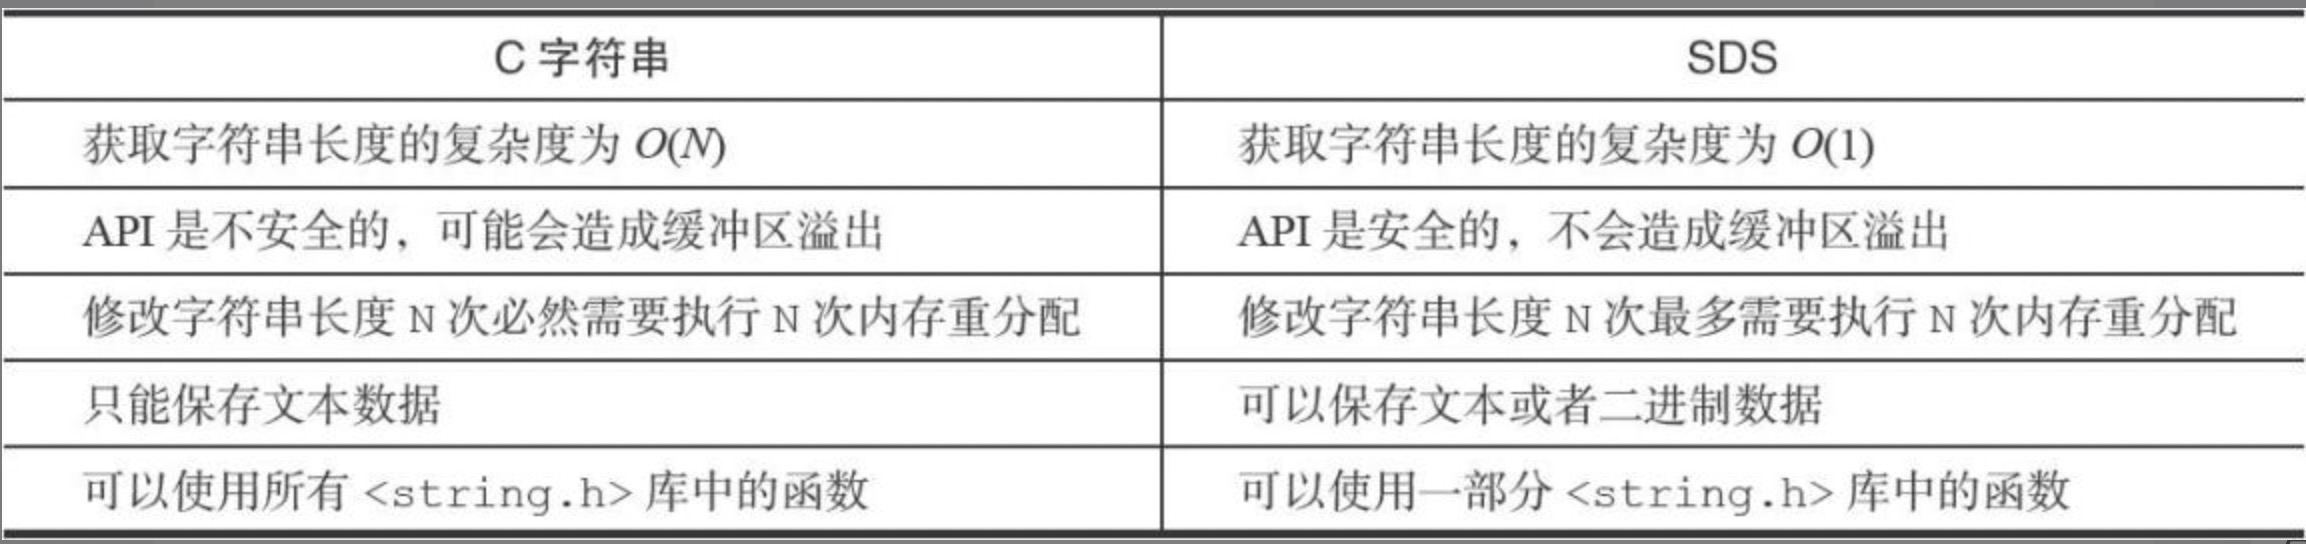 C 字符串
SDS
获取字符串长度的复杂度为 O(N)
获取字符串长度的复杂度为 O(1)
API 是不安全的，可能会造成缓冲区溢出
API 是安全的，不会造成缓冲区溢出
修改字符串长度 N 次必然需要执行 N 次内存重分配
修改字符串长度 N 次最多需要执行 N 次内存重分配
只能保存文本数据
可以保存文本或者二进制数据
可以使用所有 <string.h> 库中的函数
可以使用一部分 <string.h> 库中的函数